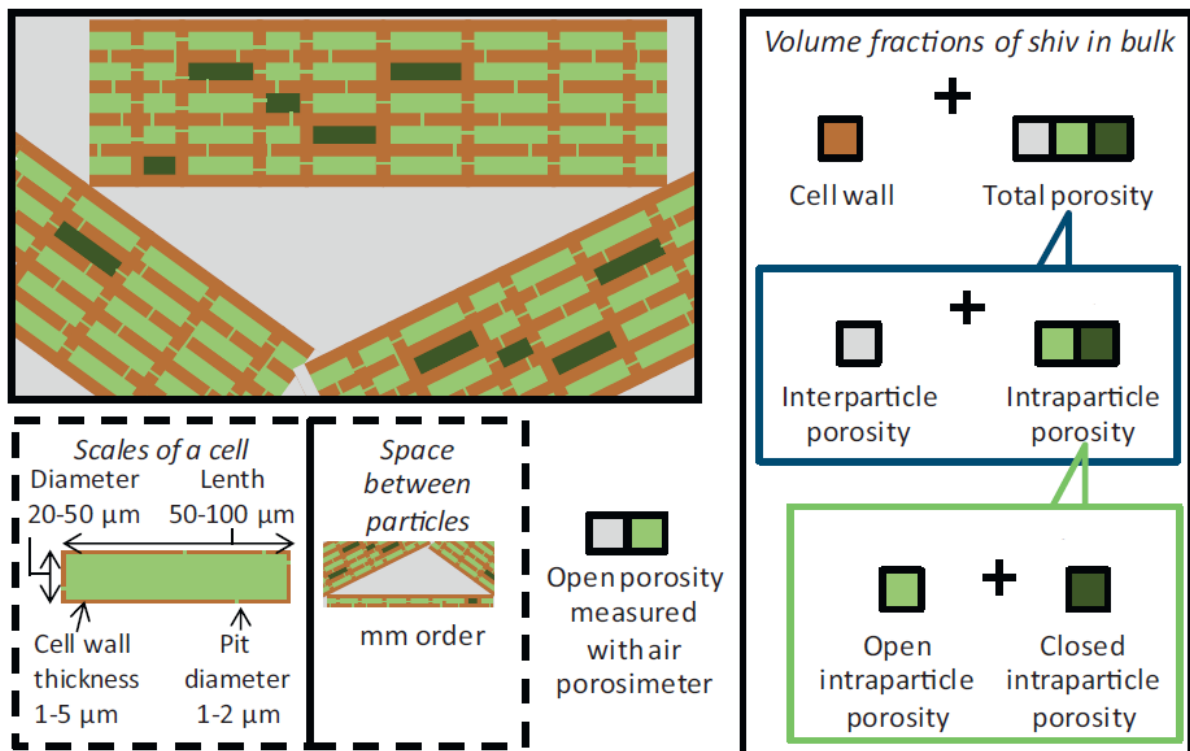 Volume fractions of shiv in bulk
+
Cell wall
Total porosity
+
Interparticle
porosity
Intraparticle
porosity
+
Open
intraparticle
porosity
Closed
intraparticle
porosity
Scales of a cell
Diameter
20-50 µm
Lenth
50-100 µm
Cell wall
thickness
1-5 µm
Pit
diameter
1-2 µm
Space
between
particles
mm order
Open porosity
measured
with air
porosimeter